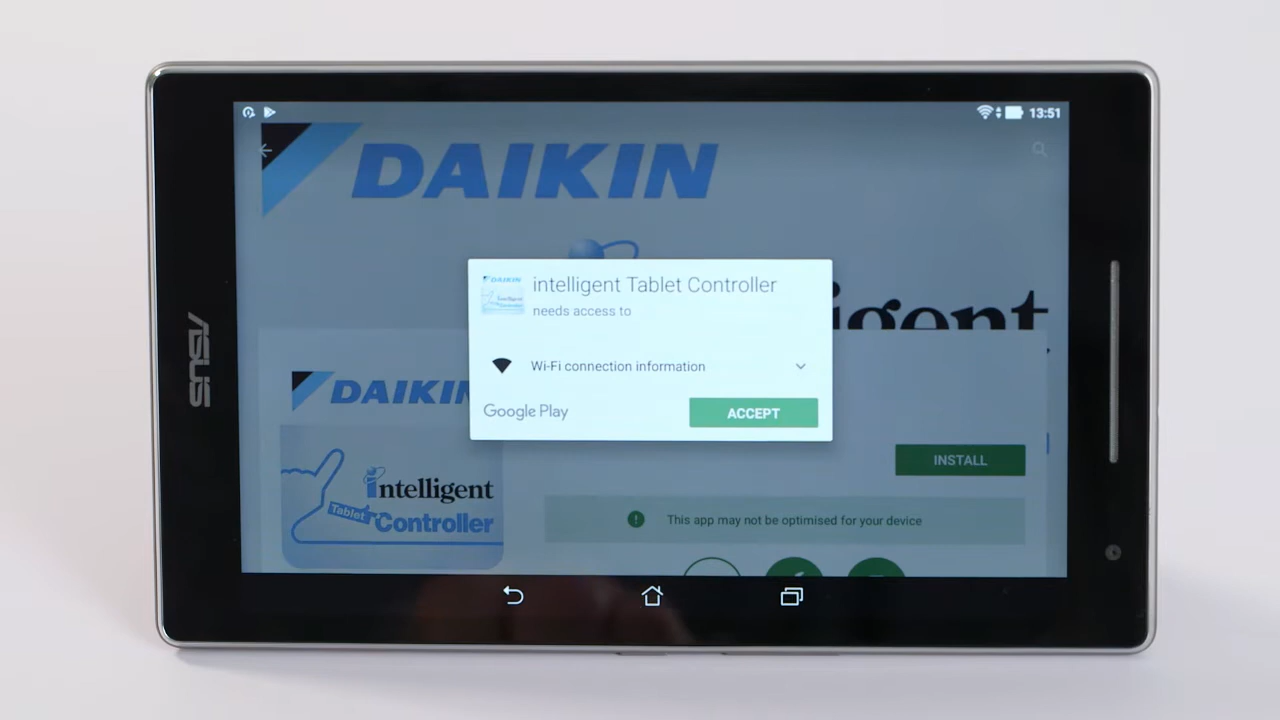 13:51
DAIKIN
DAIKIN
intelligent Tablet Controller
needs access to
Wi-Fi connection information
Google Play
ACCEPT
igent
DAIKIN
intelligent
Tablet
Controller
INSTALL
This app may not be optimised for your device
ASUS